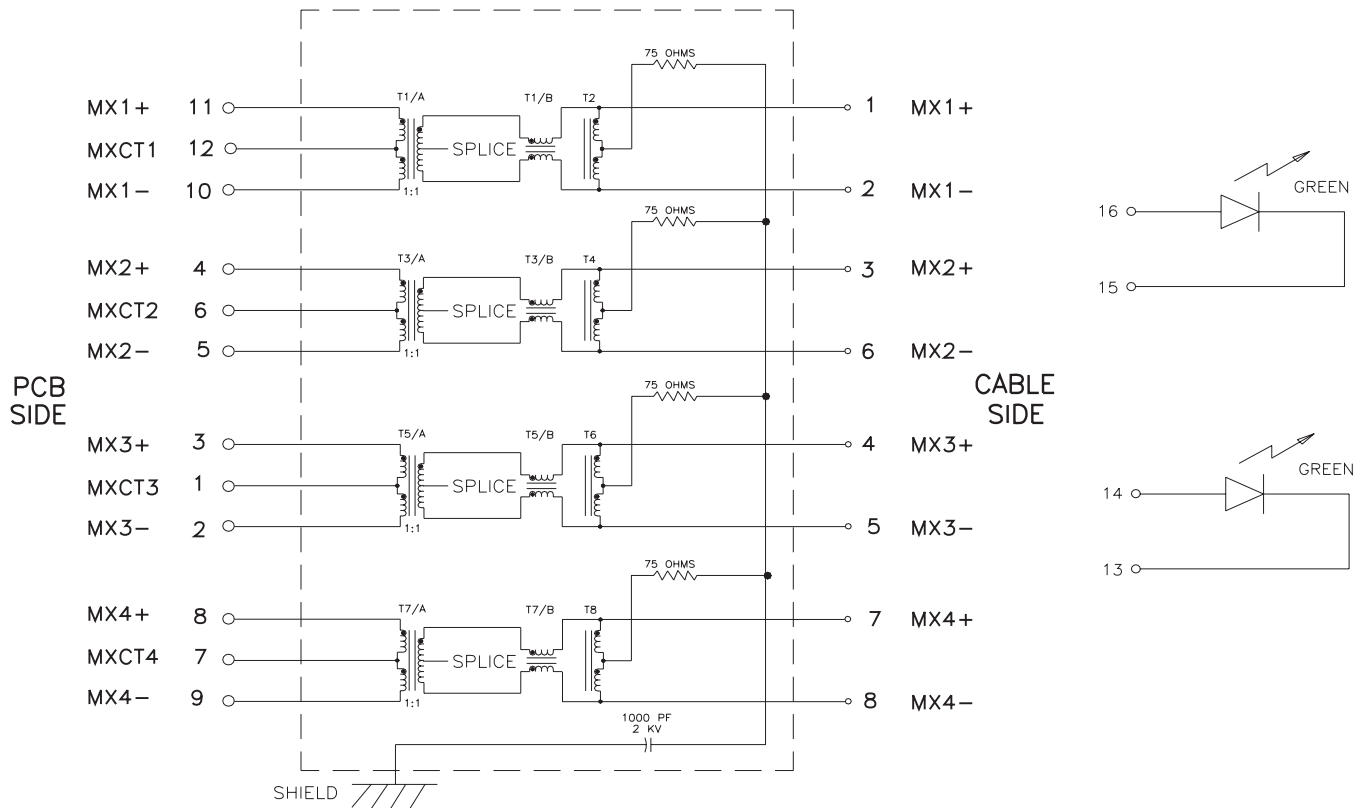 75 OHMS
MX1+ 11 T1/A T1/B T2 1 MX1+
MXCT1 12 SPLICE
MX1- 10 1:1 2 MX1-
GREEN
16
15
75 OHMS
MX2+ 4 T3/A T3/B T4 3 MX2+
MXCT2 6 SPLICE
MX2- 5 1:1 6 MX2-
PCB
SIDE
CABLE
SIDE
75 OHMS
MX3+ 3 T5/A T5/B T6 4 MX3+
MXCT3 1 SPLICE
MX3- 2 1:1 5 MX3-
GREEN
14
13
75 OHMS
MX4+ 8 T7/A T7/B T8 7 MX4+
MXCT4 7 SPLICE
MX4- 9 1:1 8 MX4-
1000 PF
2 KV
SHIELD